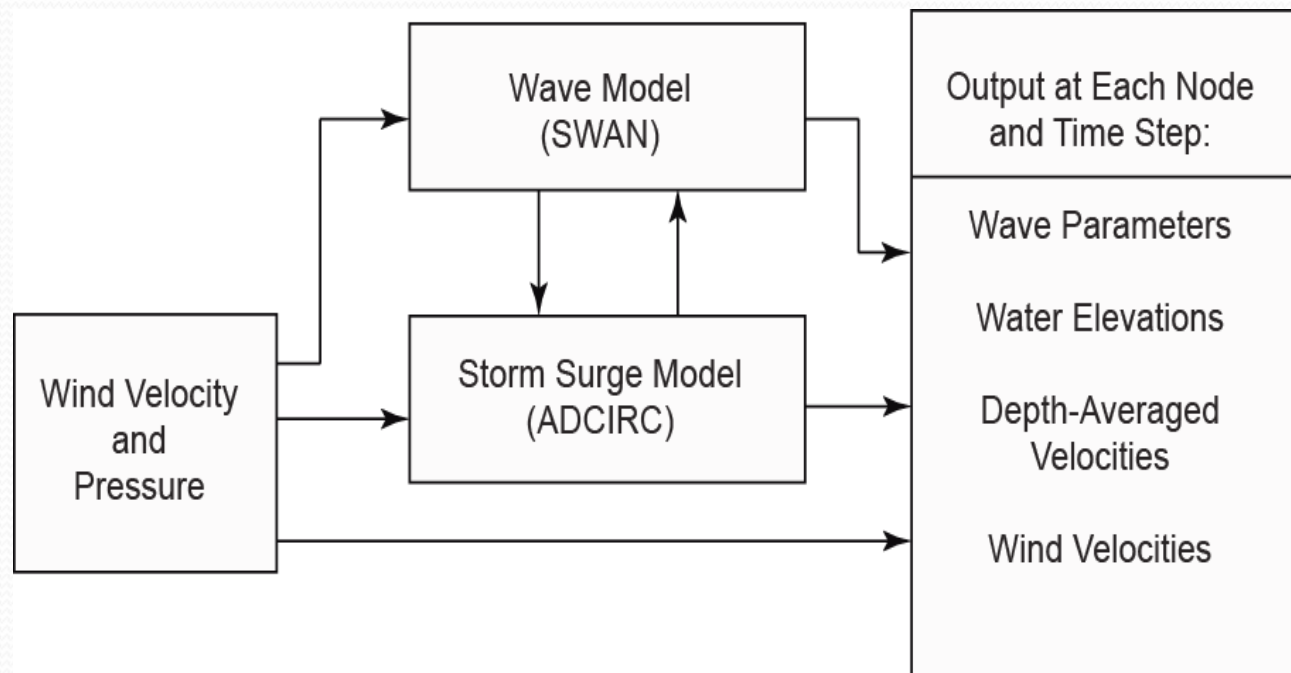 Wind Velocity
and
Pressure
Wave Model
(SWAN)
Storm Surge Model
(ADCIRC)
Output at Each Node
and Time Step:
Wave Parameters
Water Elevations
Depth-Averaged
Velocities
Wind Velocities